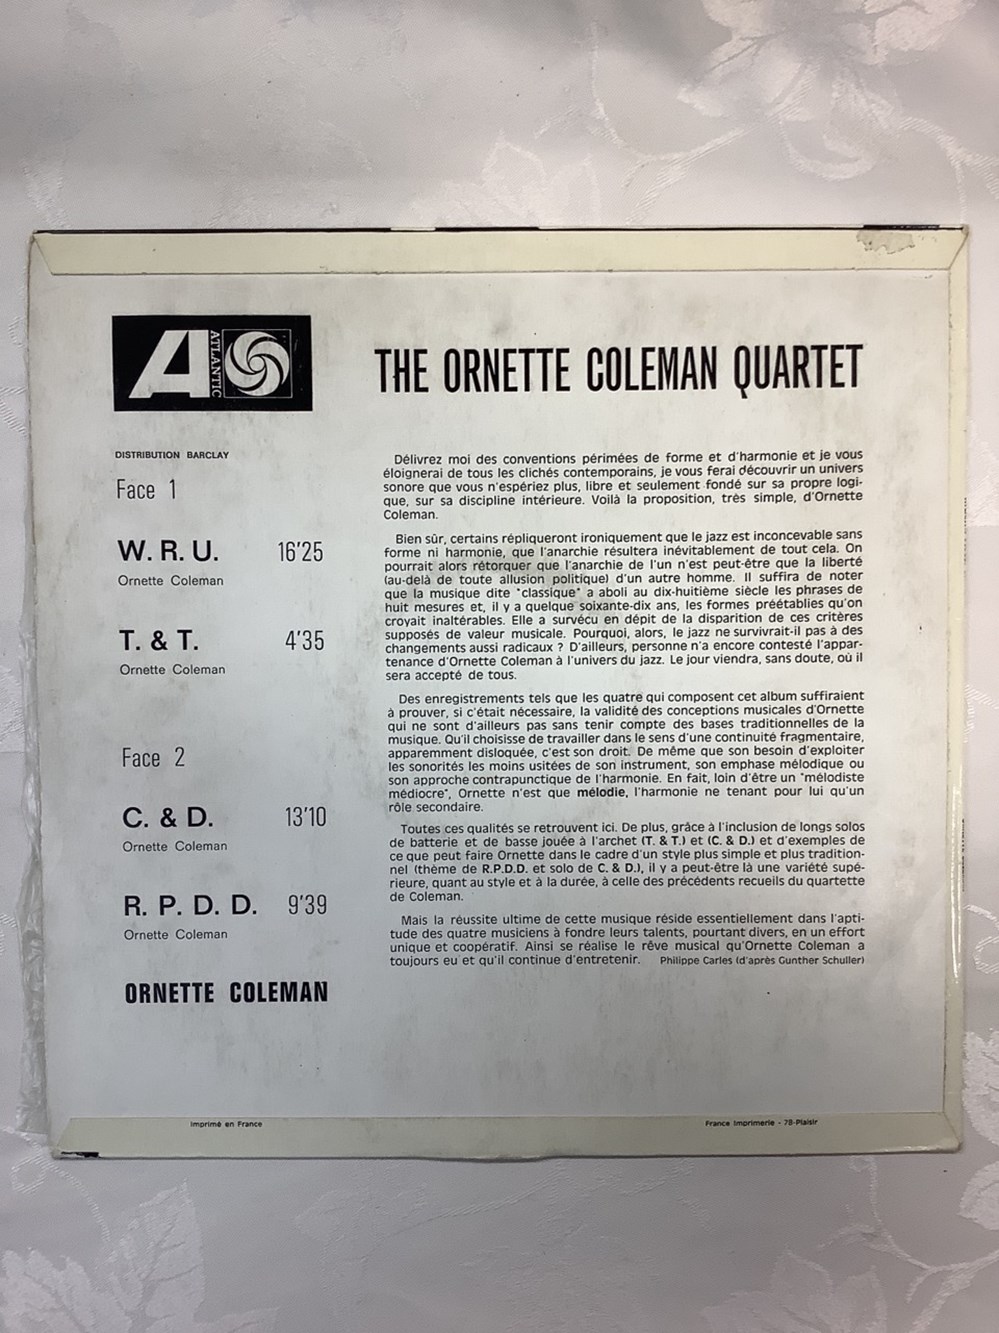 A ATLANTIC
THE ORNETTE COLEMAN QUARTET
DISTRIBUTION BARCLAY
Face 1
W. R. U. 16'25
Ornette Coleman
T. & T. 4'35
Ornette Coleman
Face 2
C. & D. 13'10
Ornette Coleman
R. P. D. D. 9'39
Ornette Coleman
ORNETTE COLEMAN
Délivrez moi des conventions périmées de forme et d'harmonie et je vous
éloignerai de tous les clichés contemporains, je vous ferai découvrir un univers
sonore que vous n'espériez plus, libre et seulement fondé sur sa propre logi-
que, sur sa discipline intérieure. Voilà la proposition, très simple, d'Ornette
Coleman.
Bien sûr, certains répliqueront ironiquement que le jazz est inconcevable sans
forme ni harmonie, que l'anarchie résultera inévitablement de tout cela. On
pourrait alors rétorquer que l'anarchie de l'un n'est peut-être que la liberté
(au-delà de toute allusion politique) d'un autre homme. Il suffira de noter
que la musique dite "classique" a aboli au dix-huitième siècle les phrases de
huit mesures et, il y a quelque soixante-dix ans, les formes préétablies qu'on
croyait inaltérables. Elle a survécu en dépit de la disparition de ces critères
supposés de valeur musicale. Pourquoi, alors, le jazz ne survivrait-il pas à des
changements aussi radicaux ? D'ailleurs, personne n'a encore contesté l'appar-
tenance d'Ornette Coleman à l'univers du jazz. Le jour viendra, sans doute, où il
sera accepté de tous.
Des enregistrements tels que les quatre qui composent cet album suffiraient
à prouver, si c'était nécessaire, la validité des conceptions musicales d'Ornette
qui ne sont d'ailleurs pas sans tenir compte des bases traditionnelles de la
musique. Qu'il choisisse de travailler dans le sens d'une continuité fragmentaire,
apparemment disloquée, c'est son droit. De même que son besoin d'exploiter
les sonorités les moins usitées de son instrument, son emphase mélodique ou
son approche contrapunctique de l'harmonie. En fait, loin d'être un "mélodiste
médiocre", Ornette n'est que mélodie, l'harmonie ne tenant pour lui qu'un
rôle secondaire.
Toutes ces qualités se retrouvent ici. De plus, grâce à l'inclusion de longs solos
de batterie et de basse jouée à l'archet (T. & T.) et (C. & D.) et d'exemples de
ce que peut faire Ornette dans le cadre d'un style plus simple et plus tradition-
nel (thème de R.P.D.D. et solo de C. & D.), il y a peut-être là une variété supé-
rieure, quant au style et à la durée, à celle des précédents recueils du quartette
de Coleman.
Mais la réussite ultime de cette musique réside essentiellement dans l'apti-
tude des quatre musiciens à fondre leurs talents, pourtant divers, en un effort
unique et coopératif. Ainsi se réalise le rêve musical qu'Ornette Coleman a
toujours eu et qu'il continue d'entretenir. Philippe Carles (d'après Gunther Schuller)
Imprimé en France
France Imprimerie - 78-Plaisir